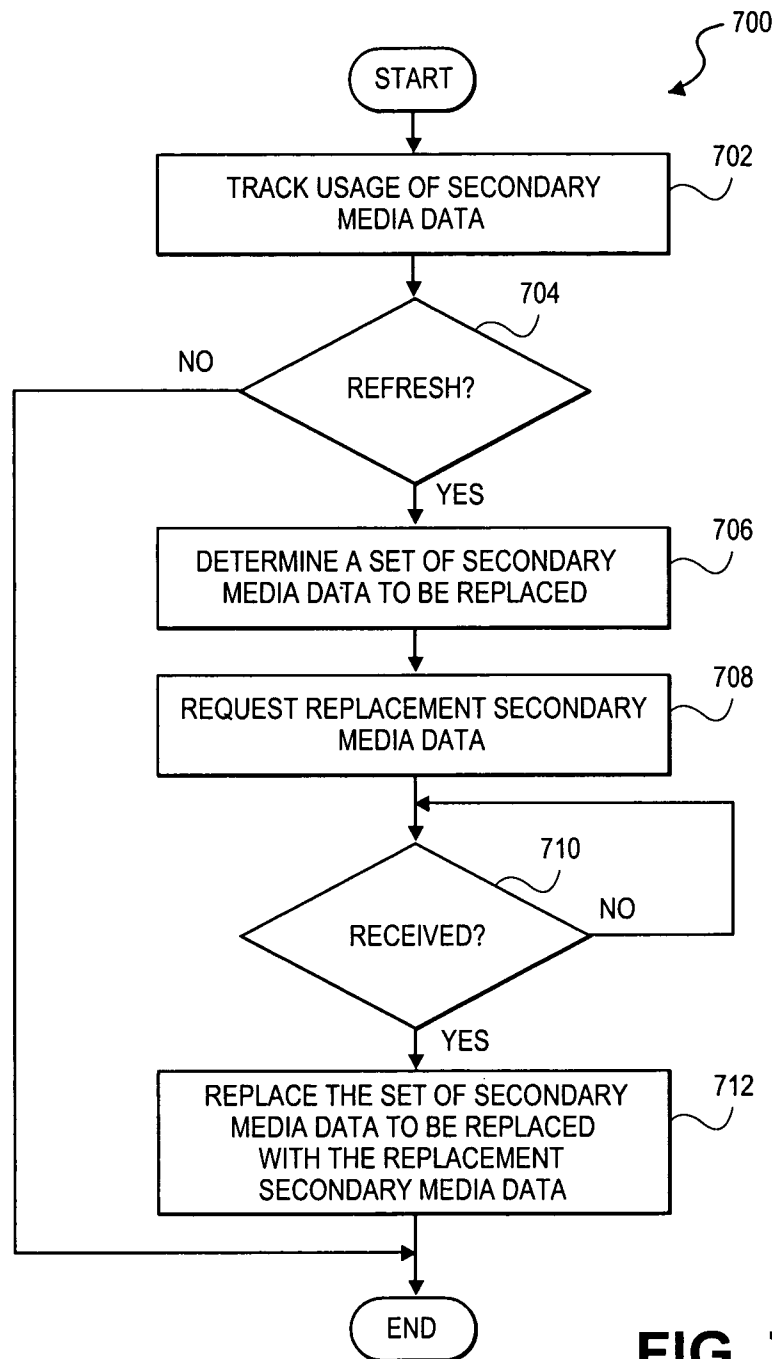 700
START
702
TRACK USAGE OF SECONDARY
MEDIA DATA
704
NO
REFRESH?
YES
706
DETERMINE A SET OF SECONDARY
MEDIA DATA TO BE REPLACED
708
REQUEST REPLACEMENT SECONDARY
MEDIA DATA
710
NO
RECEIVED?
YES
712
REPLACE THE SET OF SECONDARY
MEDIA DATA TO BE REPLACED
WITH THE REPLACEMENT
SECONDARY MEDIA DATA
END
FIG.